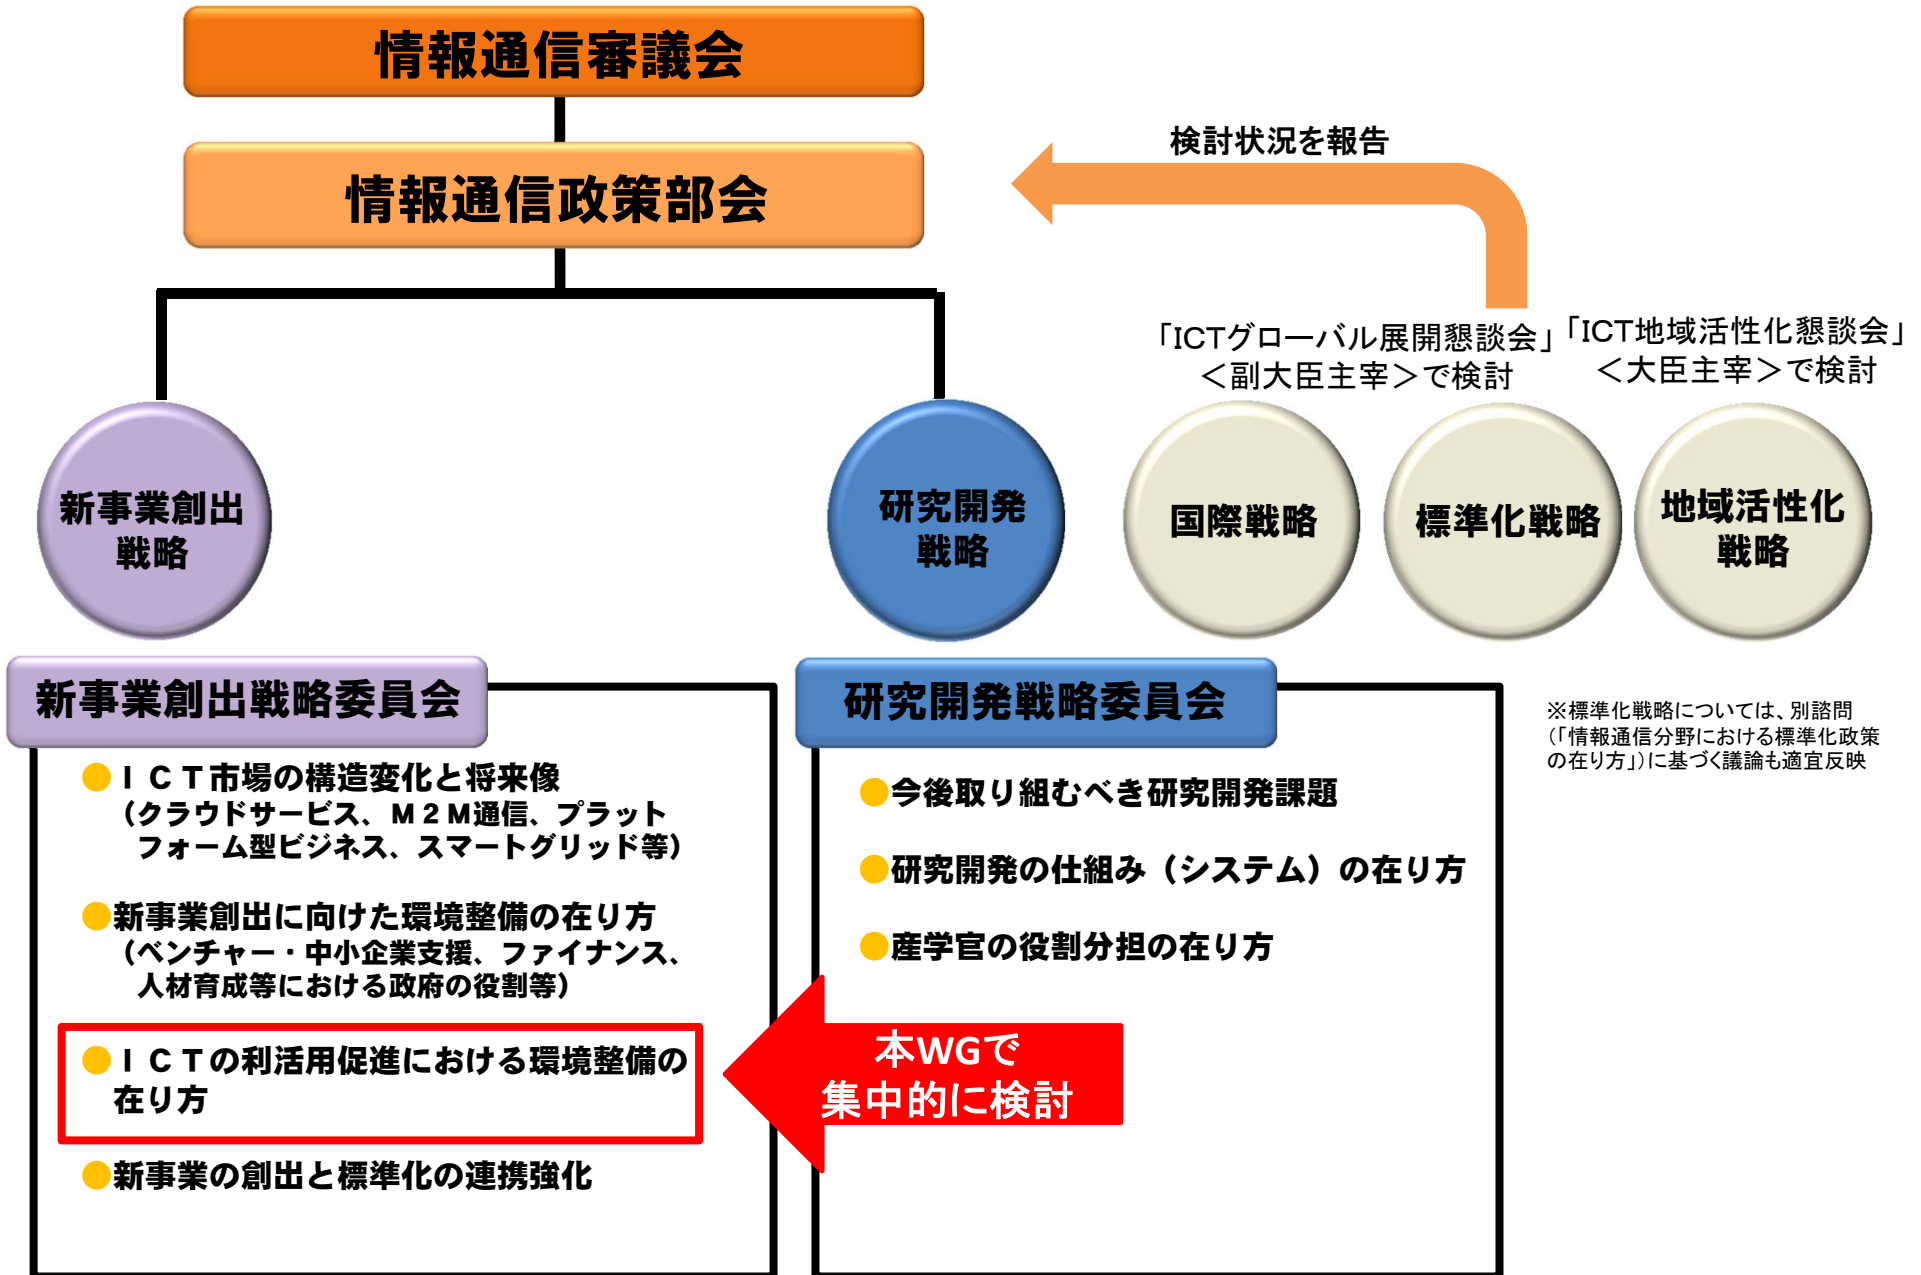 情報通信審議会
情報通信政策部会
検討状況を報告
「ICTグローバル展開懇談会」
＜副大臣主宰＞で検討
「ICT地域活性化懇談会」
＜大臣主宰＞で検討
新事業創出
戦略
研究開発
戦略
国際戦略
標準化戦略
地域活性化
戦略
新事業創出戦略委員会
●ＩＣＴ市場の構造変化と将来像
（クラウドサービス、Ｍ２Ｍ通信、プラット
フォーム型ビジネス、スマートグリッド等）
●新事業創出に向けた環境整備の在り方
（ベンチャー・中小企業支援、ファイナンス、
人材育成等における政府の役割等）
●ＩＣＴの利活用促進における環境整備の
在り方
●新事業の創出と標準化の連携強化
本WGで
集中的に検討
研究開発戦略委員会
●今後取り組むべき研究開発課題
●研究開発の仕組み（システム）の在り方
●産学官の役割分担の在り方
※標準化戦略については、別諮問
（「情報通信分野における標準化政策
の在り方」）に基づく議論も適宜反映